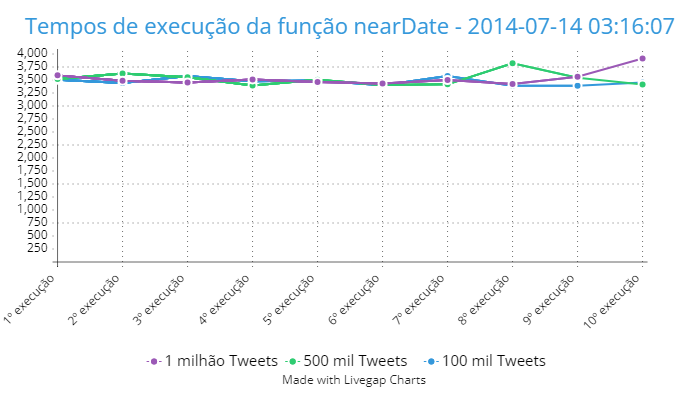 Tempos de execução da função nearDate - 2014-07-14 03:16:07
4,000
3,750
3,500
3,250
3,000
2,750
2,500
2,250
2,000
1,750
1,500
1,250
1,000
750
500
250
1º execução
2º execução
3º execução
4º execução
5º execução
6º execução
7º execução
8º execução
9º execução
10º execução
1 milhão Tweets 500 mil Tweets 100 mil Tweets
Made with Livegap Charts